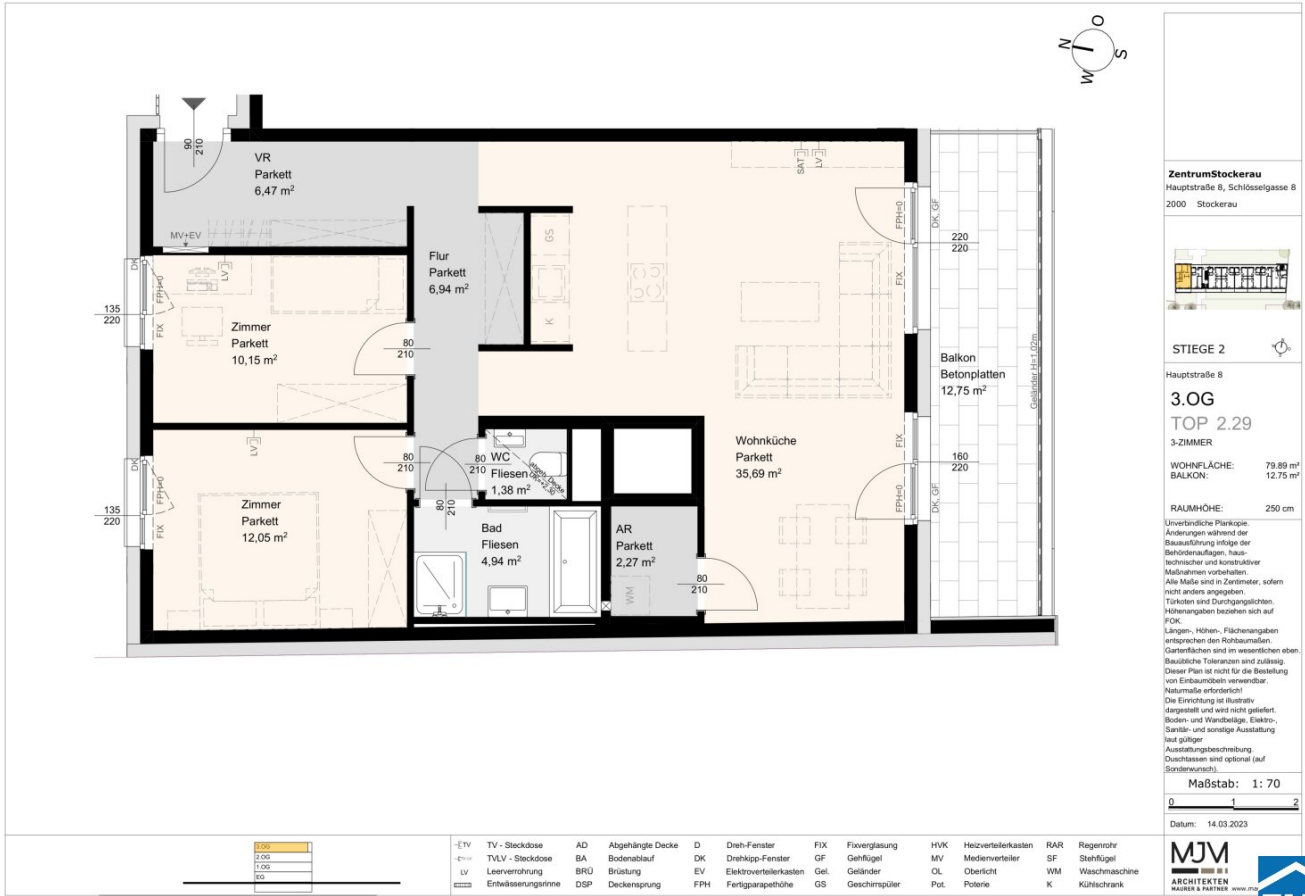 N
O
S
W
90
210
VR
Parkett
6,47 m²
MV+EV
SAT
LV
Flur
Parkett
6,94 m²
GS
K
FPH=0
DK, GF
220
220
FIX
DK
FPH=0
FIX
135
220
LV
Zimmer
Parkett
10,15 m²
80
210
Balkon
Betonplatten
12,75 m²
Geländer H=1,02m
Wohnküche
Parkett
35,69 m²
FIX
160
220
FPH=0
DK, GF
DK
FPH=0
FIX
135
220
LV
Zimmer
Parkett
12,05 m²
80
210
80
210
WC
Fliesen
1,38 m²
abgeh. Decke
80
210
Bad
Fliesen
4,94 m²
AR
Parkett
2,27 m²
WM
80
210
ZentrumStockerau
Hauptstraße 8, Schlösselgasse 8
2000 Stockerau
STIEGE 2
Hauptstraße 8
3.OG
TOP 2.29
3-ZIMMER
WOHNFLÄCHE: 79.89 m²
BALKON: 12.75 m²
RAUMHÖHE: 250 cm
Unverbindliche Plankopie.
Änderungen während der
Bauausführung infolge der
Behördenauflagen, haus-
technischer und konstruktiver
Maßnahmen vorbehalten.
Alle Maße sind in Zentimeter, sofern
nicht anders angegeben.
Türkoten sind Durchgangslichten.
Höhenangaben beziehen sich auf
FOK.
Längen-, Höhen-, Flächenangaben
entsprechen den Rohbaumaßen.
Gartenflächen sind im wesentlichen eben.
Bauübliche Toleranzen sind zulässig.
Dieser Plan ist nicht für die Bestellung
von Einbaumöbeln verwendbar.
Naturmaße erforderlich!
Die Einrichtung ist illustrativ
dargestellt und wird nicht geliefert.
Boden- und Wandbeläge, Elektro-,
Sanitär- und sonstige Ausstattung
laut gültiger
Ausstattungsbeschreibung.
Duschtassen sind optional (auf
Sonderwunsch).
Maßstab: 1: 70
0 1 2
Datum: 14.03.2023
MJM
ARCHITEKTEN
MAURER & PARTNER www.ma
3.OG
2.OG
1.OG
EG
TV TV - Steckdose AD Abgehängte Decke D Dreh-Fenster FIX Fixverglasung HVK Heizverteilerkasten RAR Regenrohr
TVLV - Steckdose BA Bodenablauf DK Drehkipp-Fenster GF Gehflügel MV Medienverteiler SF Stehflügel
LV Leerverrohrung BRÜ Brüstung EV Elektroverteilerkasten Gel. Geländer OL Oberlicht WM Waschmaschine
Entwässerungsrinne DSP Deckensprung FPH Fertigparapethöhe GS Geschirrspüler Pot. Poterie K Kühlschrank